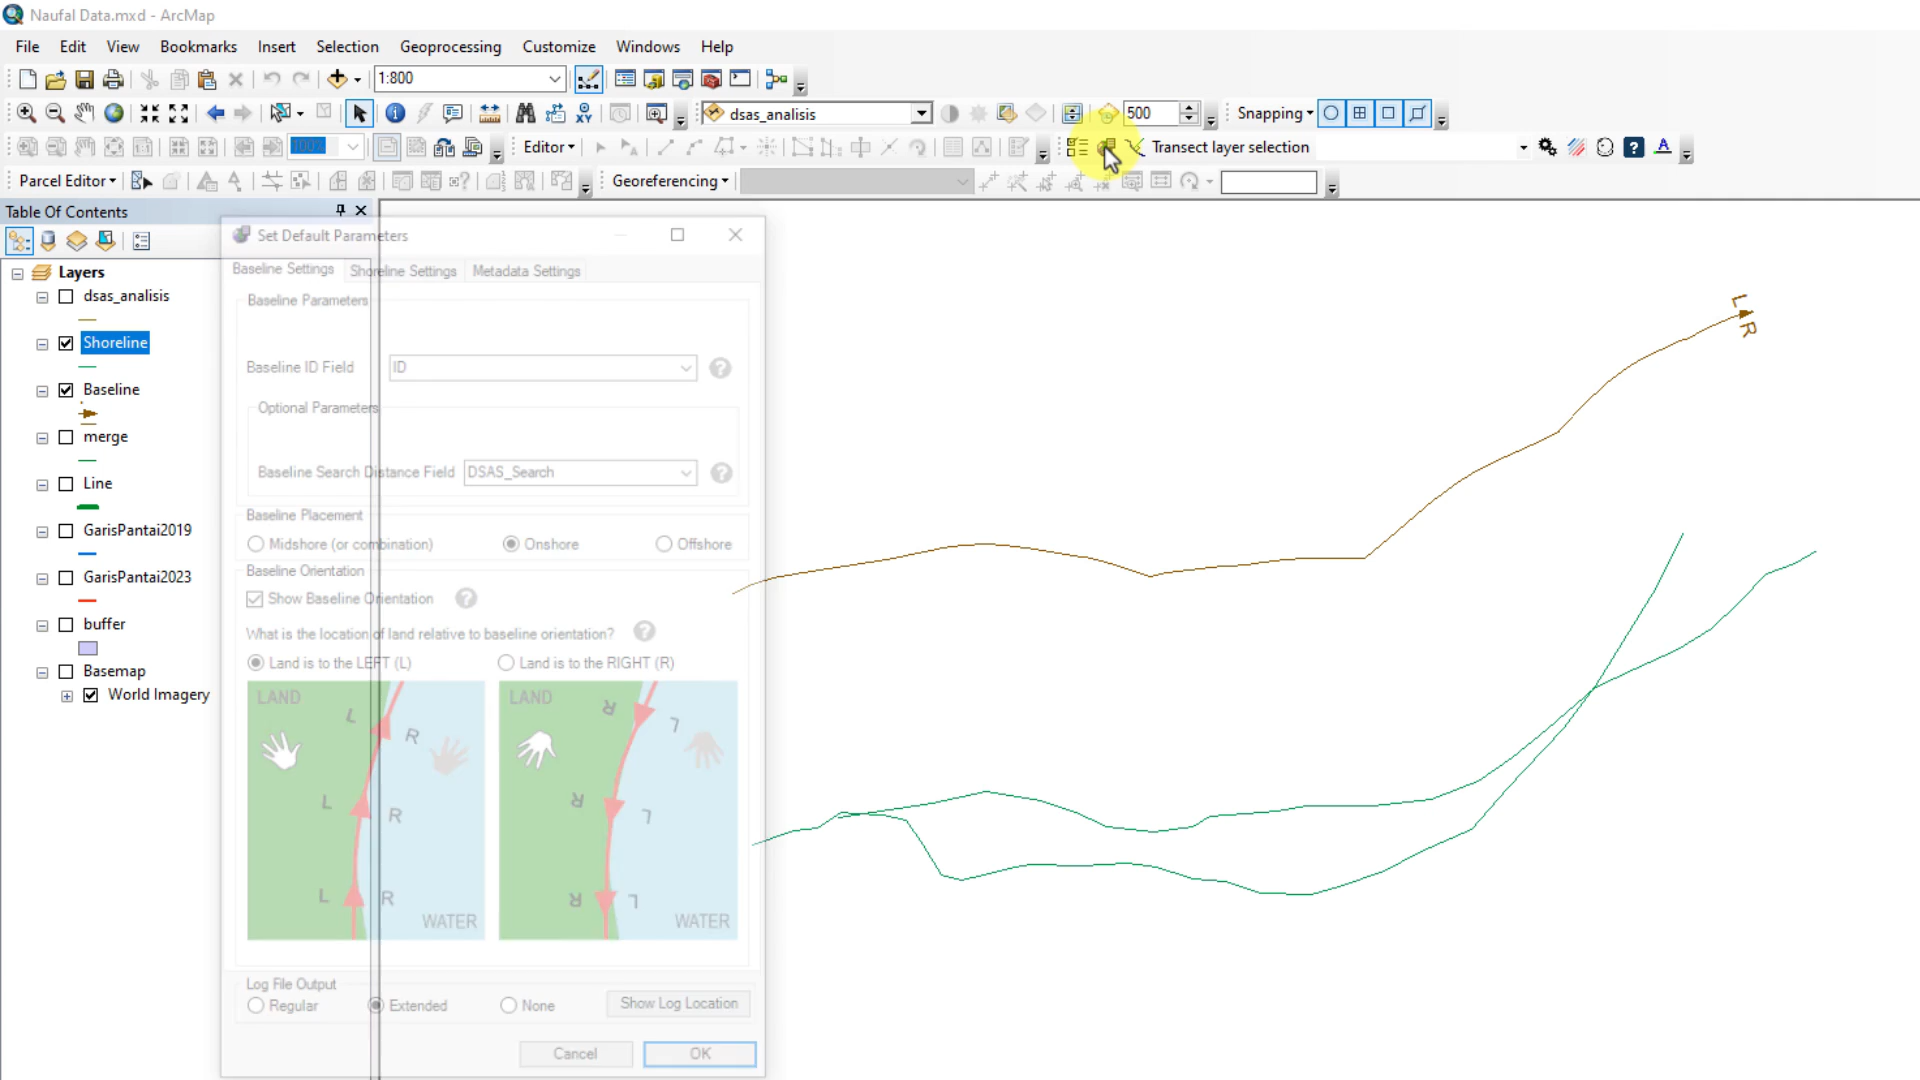 Naufal Data.mxd - ArcMap
File Edit View Bookmarks Insert Selection Geoprocessing Customize Windows Help
1:800
dsas_analisis 500 Snapping
100% Editor Transect layer selection
Parcel Editor Georeferencing
Table Of Contents
Layers
dsas_analisis
Shoreline
Baseline
merge
Line
GarisPantai2019
GarisPantai2023
buffer
Basemap
World Imagery
Set Default Parameters
Baseline Settings Shoreline Settings Metadata Settings
Baseline Parameters
Baseline ID Field ID
Optional Parameters
Baseline Search Distance Field DSAS_Search
Baseline Placement
Midshore (or combination) Onshore Offshore
Baseline Orientation
Show Baseline Orientation
What is the location of land relative to baseline orientation?
Land is to the LEFT (L) Land is to the RIGHT (R)
LAND LAND
L R R L
L R R L
L R R L
WATER WATER
Log File Output
Regular Extended None Show Log Location
Cancel OK
L
R